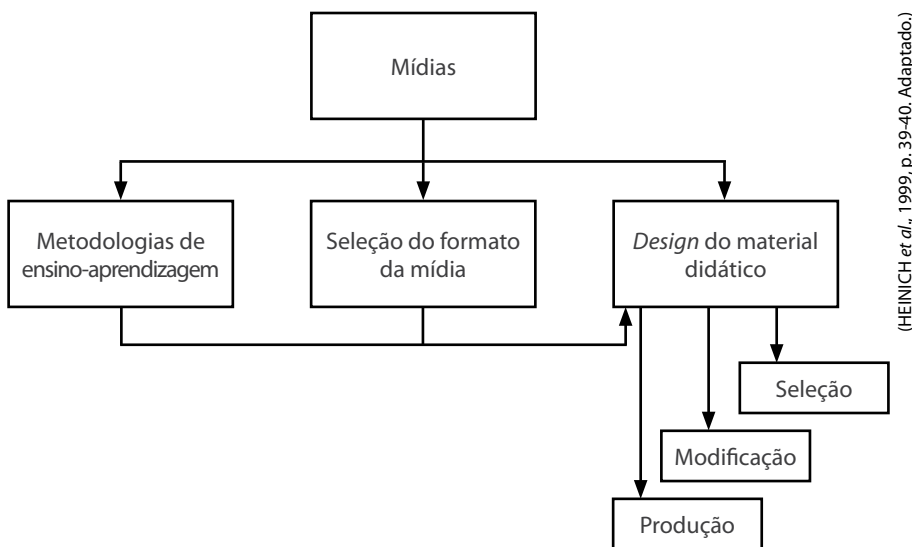 Mídias
Metodologias de
ensino-aprendizagem
Seleção do formato
da mídia
Design do material
didático
Seleção
Modificação
Produção
(HEINICH et al., 1999, p. 39-40. Adaptado.)